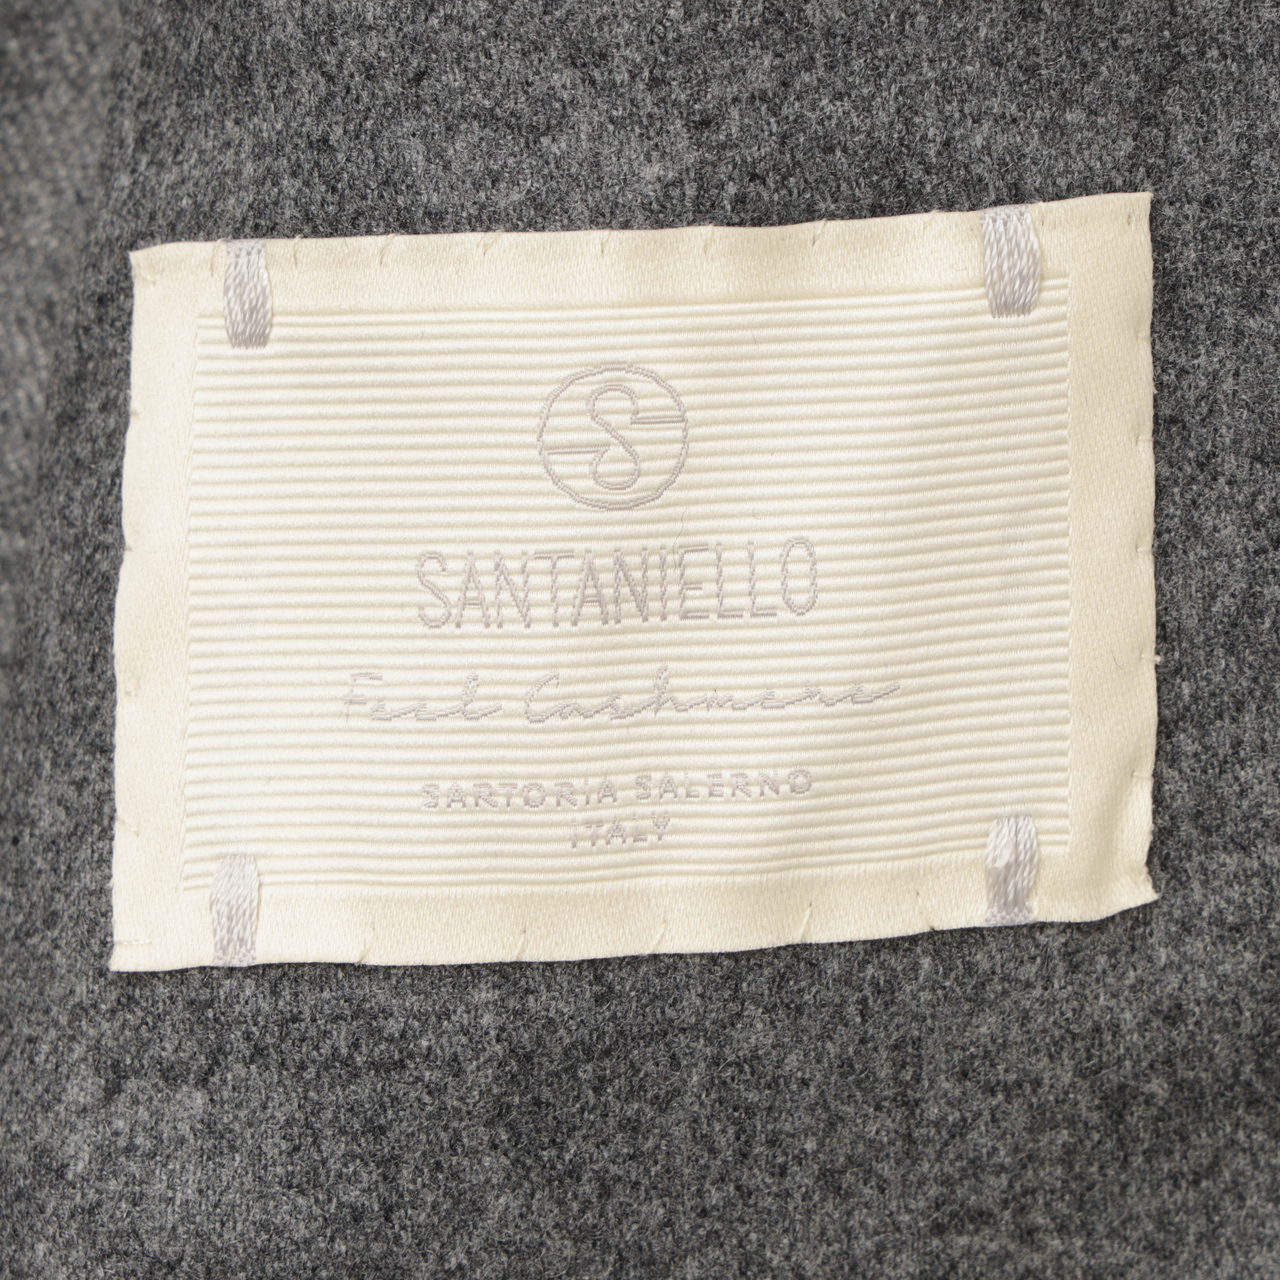 S
SANTANIELLO
Feel Cashmere
SARTORIA SALERNO
ITALY